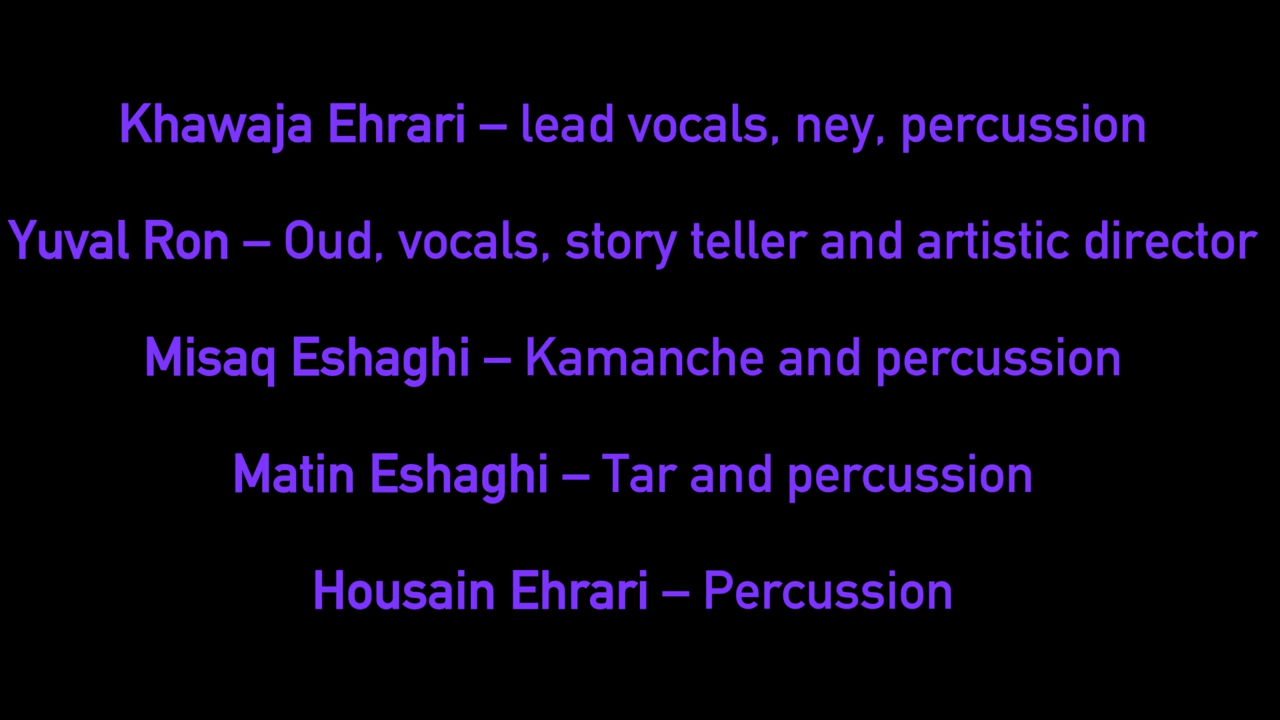 Khawaja Ehrari – lead vocals, ney, percussion
Yuval Ron – Oud, vocals, story teller and artistic director
Misaq Eshaghi – Kamanche and percussion
Matin Eshaghi – Tar and percussion
Housain Ehrari – Percussion